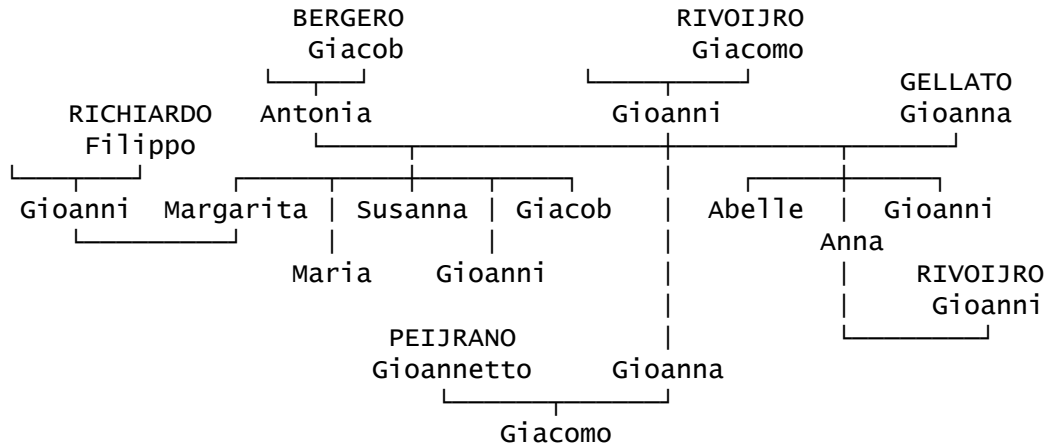 BERGERO RIVOIJRO
Giacob Giacomo
GELLATO
RICHIARDO Antonia Gioanni Gioanna
Filippo
Gioanni Margarita Susanna Giacob Abelle Gioanni
Anna
Maria Gioanni RIVOIJRO
Gioanni
PEIJRANO
Gioannetto Gioanna
Giacomo